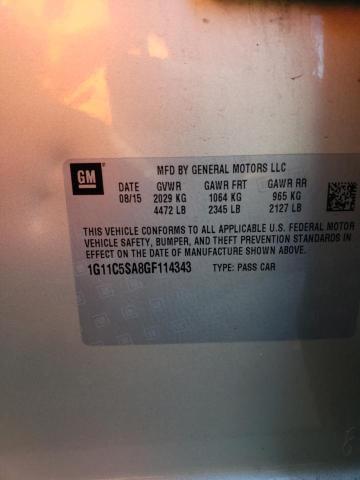 GM
MFD BY GENERAL MOTORS LLC
DATE GVWR GAWR FRT GAWR RR
08/15 2029 KG 1064 KG 965 KG
4472 LB 2345 LB 2127 LB
THIS VEHICLE CONFORMS TO ALL APPLICABLE U.S. FEDERAL MOTOR
VEHICLE SAFETY, BUMPER, AND THEFT PREVENTION STANDARDS IN
EFFECT ON THE DATE OF MANUFACTURE SHOWN ABOVE.
1G11C5SA8GF114343 TYPE: PASS CAR